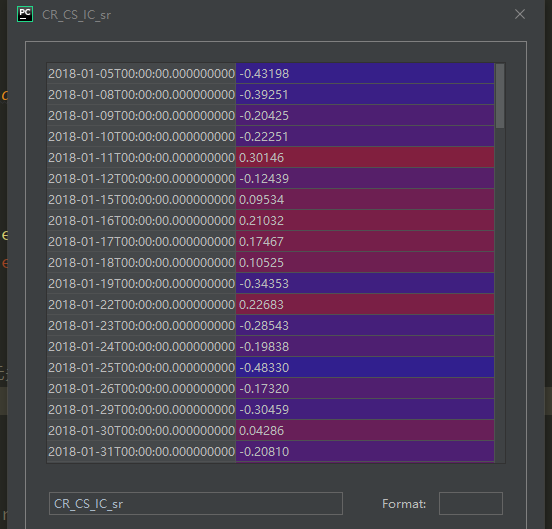 PC CR_CS_IC_sr
2018-01-05T00:00:00.000000000 -0.43198
2018-01-08T00:00:00.000000000 -0.39251
2018-01-09T00:00:00.000000000 -0.20425
2018-01-10T00:00:00.000000000 -0.22251
2018-01-11T00:00:00.000000000 0.30146
2018-01-12T00:00:00.000000000 -0.12439
2018-01-15T00:00:00.000000000 0.09534
2018-01-16T00:00:00.000000000 0.21032
2018-01-17T00:00:00.000000000 0.17467
2018-01-18T00:00:00.000000000 0.10525
2018-01-19T00:00:00.000000000 -0.34353
2018-01-22T00:00:00.000000000 0.22683
2018-01-23T00:00:00.000000000 -0.28543
2018-01-24T00:00:00.000000000 -0.19838
2018-01-25T00:00:00.000000000 -0.48330
2018-01-26T00:00:00.000000000 -0.17320
2018-01-29T00:00:00.000000000 -0.30459
2018-01-30T00:00:00.000000000 0.04286
2018-01-31T00:00:00.000000000 -0.20810
CR_CS_IC_sr Format: